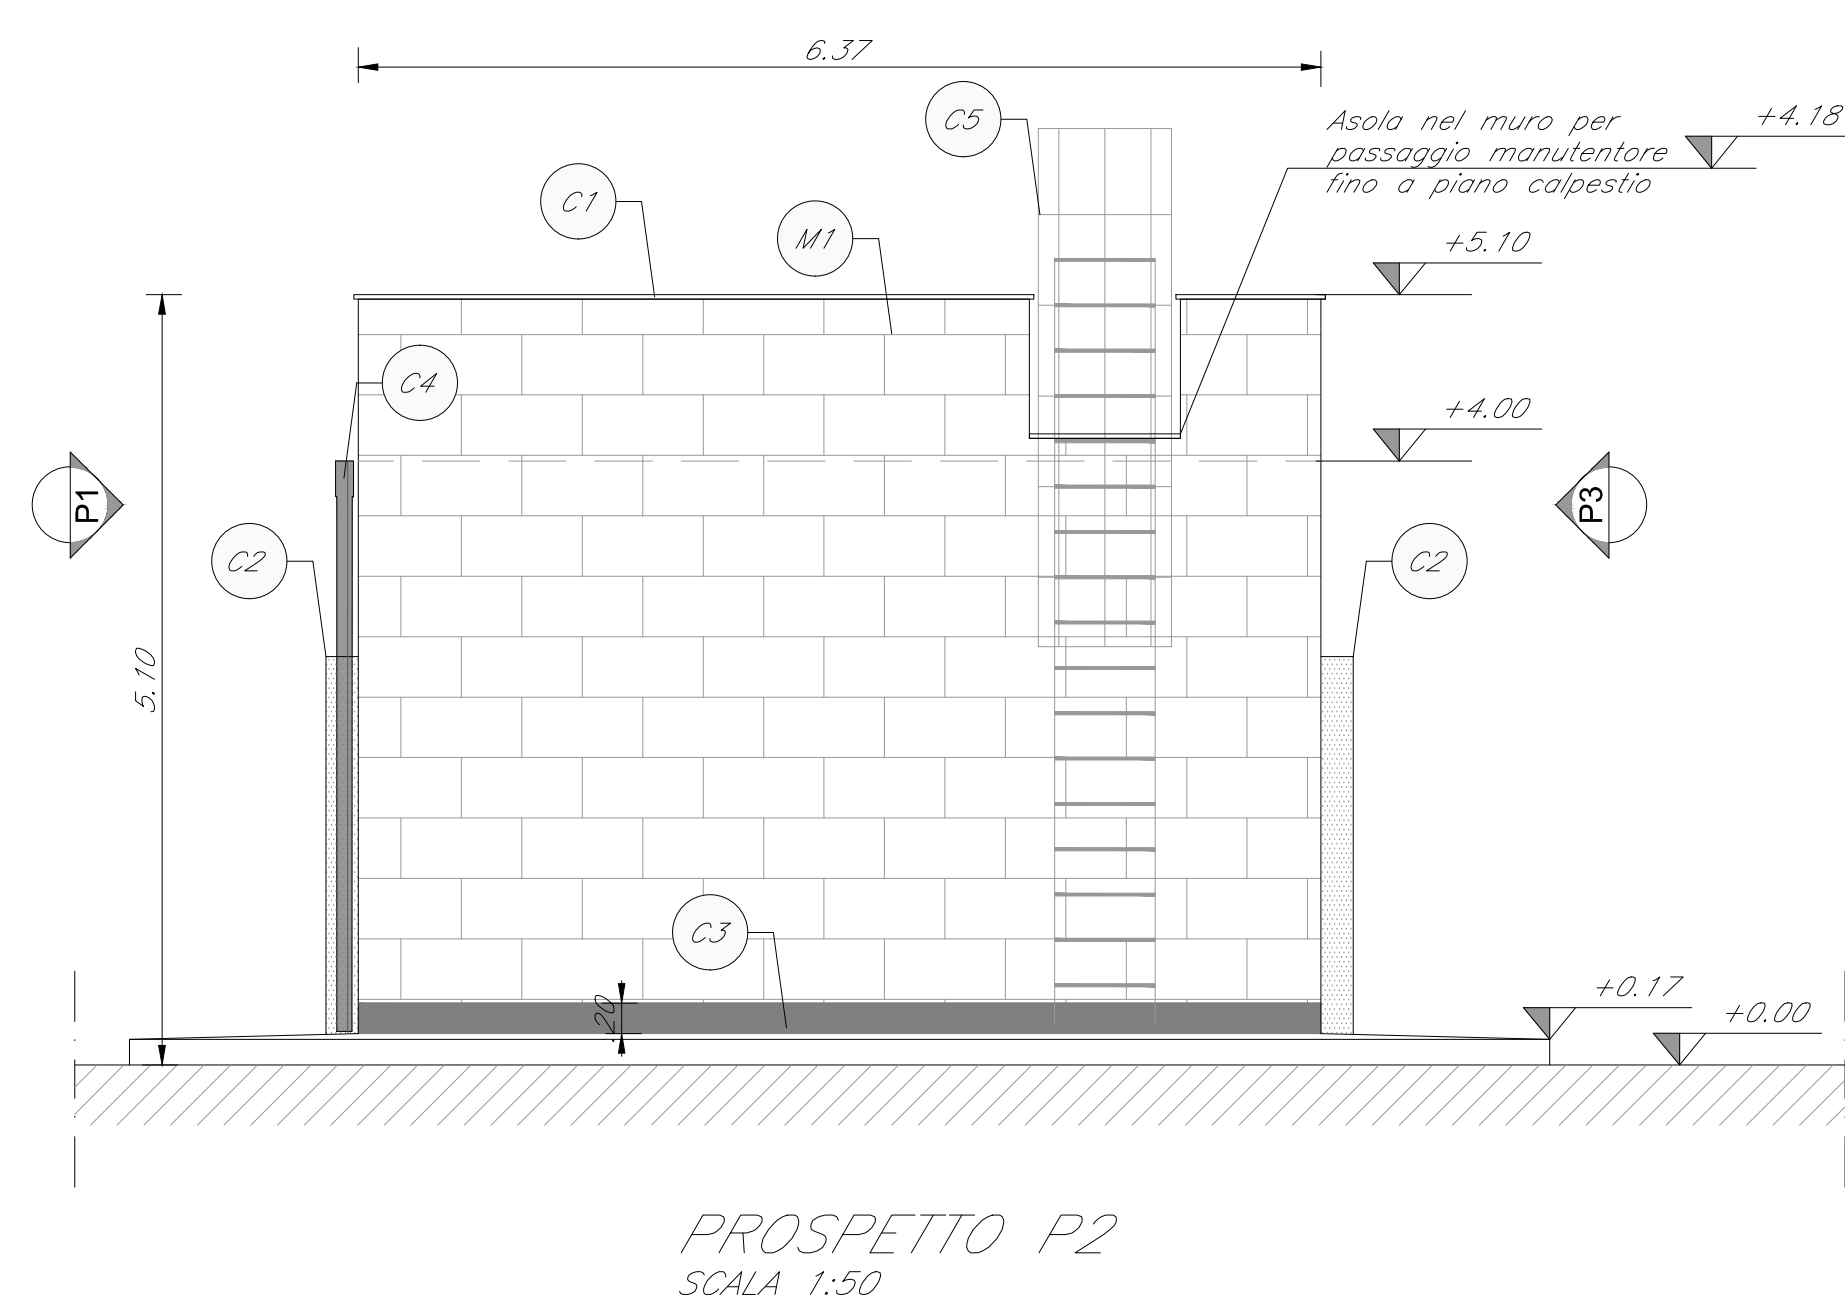 6.37
C5
Asola nel muro per
passaggio manutentore
fino a piano calpestio
+4.18
C1
M1
+5.10
C4
+4.00
P1
P3
C2
C2
5.10
C3
.20
+0.17
+0.00
PROSPETTO P2
SCALA 1:50